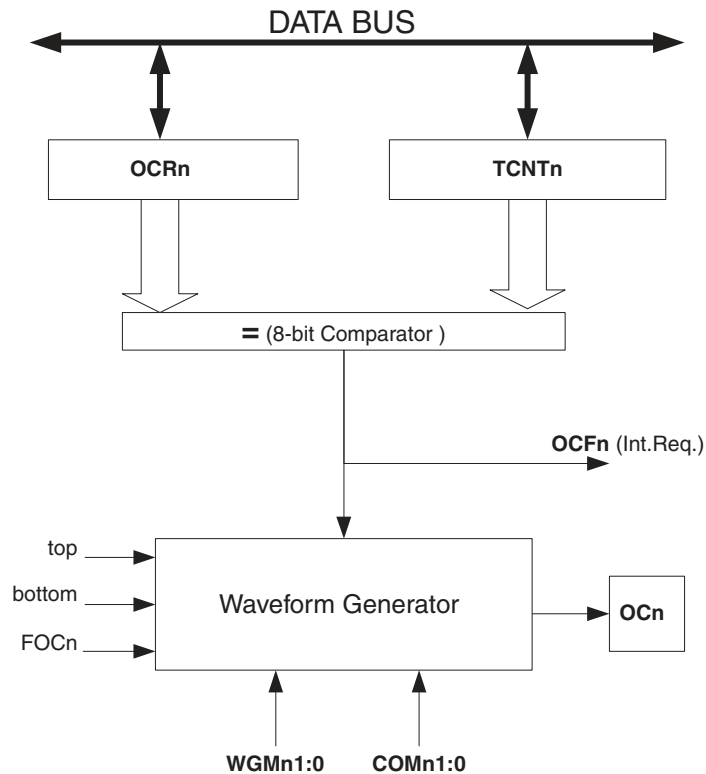 DATA BUS
OCRn
TCNTn
= (8-bit Comparator )
OCFn (Int.Req.)
top
bottom
FOCn
Waveform Generator
OCn
WGMn1:0
COMn1:0